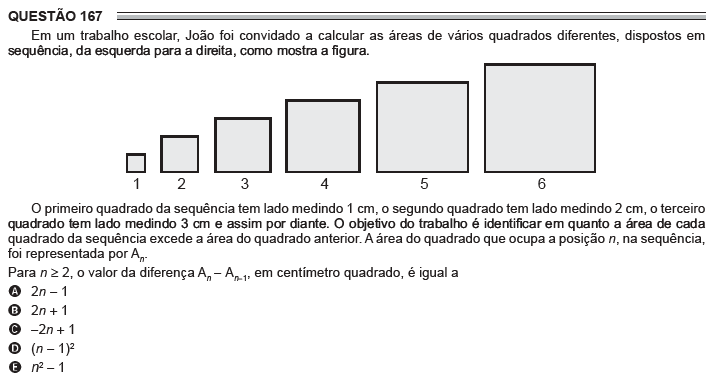 QUESTÃO 167
Em um trabalho escolar, João foi convidado a calcular as áreas de vários quadrados diferentes, dispostos em
sequência, da esquerda para a direita, como mostra a figura.
1 2 3 4 5 6
O primeiro quadrado da sequência tem lado medindo 1 cm, o segundo quadrado tem lado medindo 2 cm, o terceiro
quadrado tem lado medindo 3 cm e assim por diante. O objetivo do trabalho é identificar em quanto a área de cada
quadrado da sequência excede a área do quadrado anterior. A área do quadrado que ocupa a posição n, na sequência,
foi representada por Aₙ.
Para n ≥ 2, o valor da diferença Aₙ – Aₙ₋₁, em centímetro quadrado, é igual a
A 2n – 1
B 2n + 1
C –2n + 1
D (n – 1)²
E n² – 1